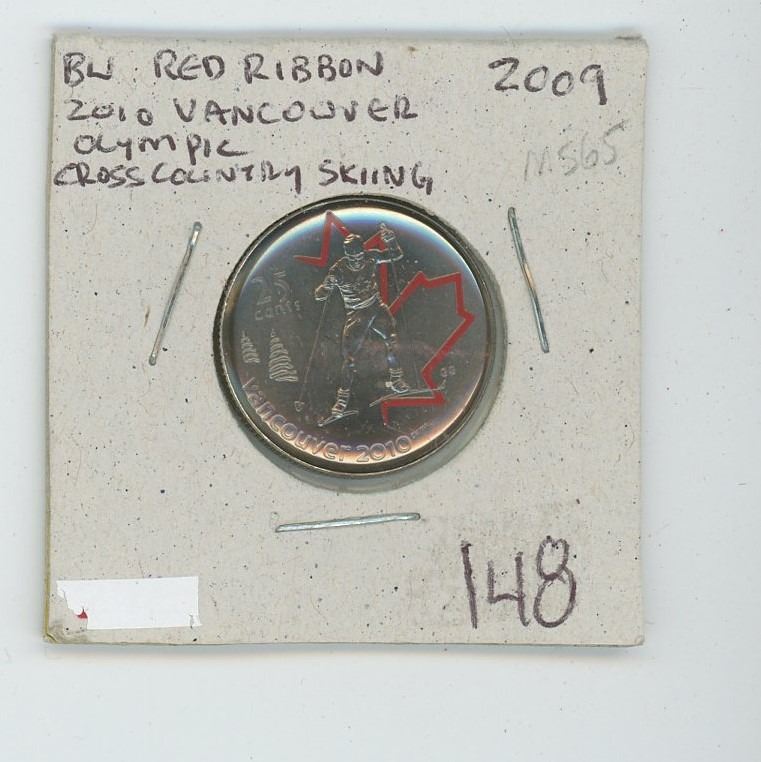 BU RED RIBBON 2009
2010 VANCOUVER
OLYMPIC MS65
CROSS COUNTRY SKIING
25
cents
vancouver 2010
148